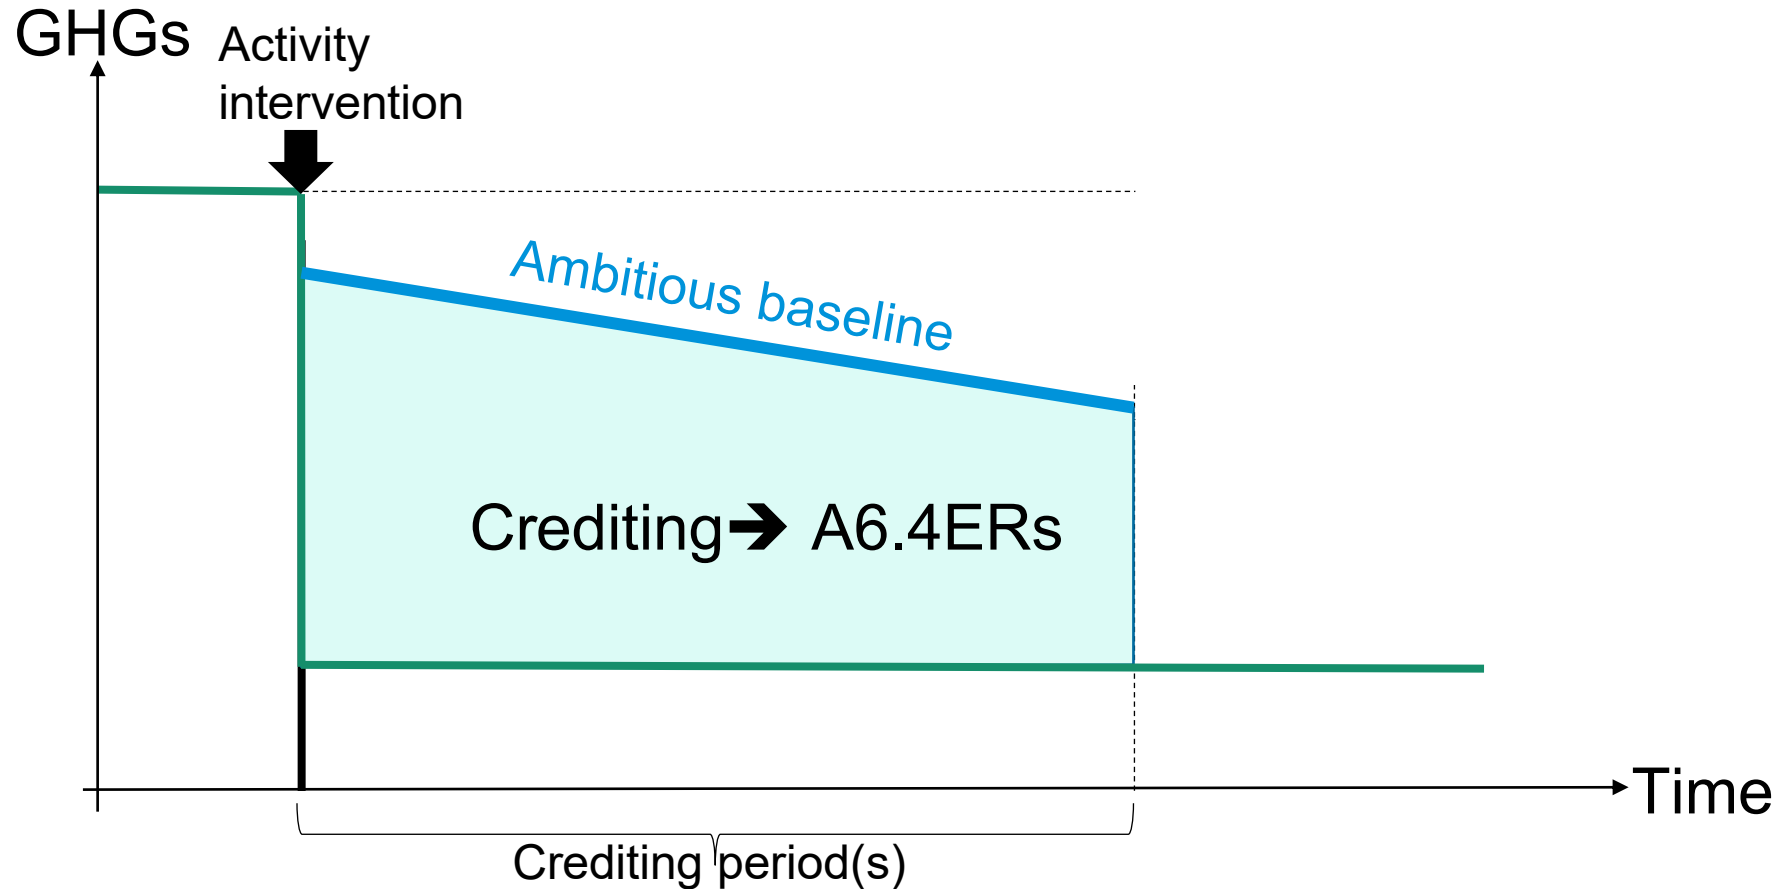 GHGs
Activity
intervention
Ambitious baseline
Crediting➔ A6.4ERs
Time
Crediting period(s)